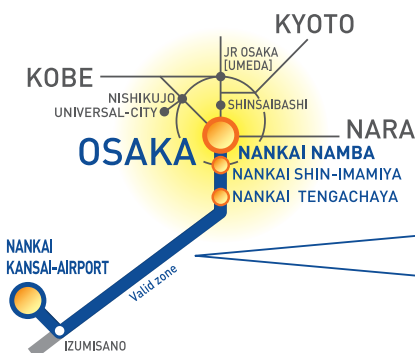 KYOTO
JR OSAKA
[UMEDA]
KOBE
NISHIKUJO
UNIVERSAL-CITY
SHINSAIBASHI
NARA
OSAKA
NANKAI NAMBA
NANKAI SHIN-IMAMIYA
NANKAI TENGACHAYA
NANKAI
KANSAI-AIRPORT
Valid zone
IZUMISANO